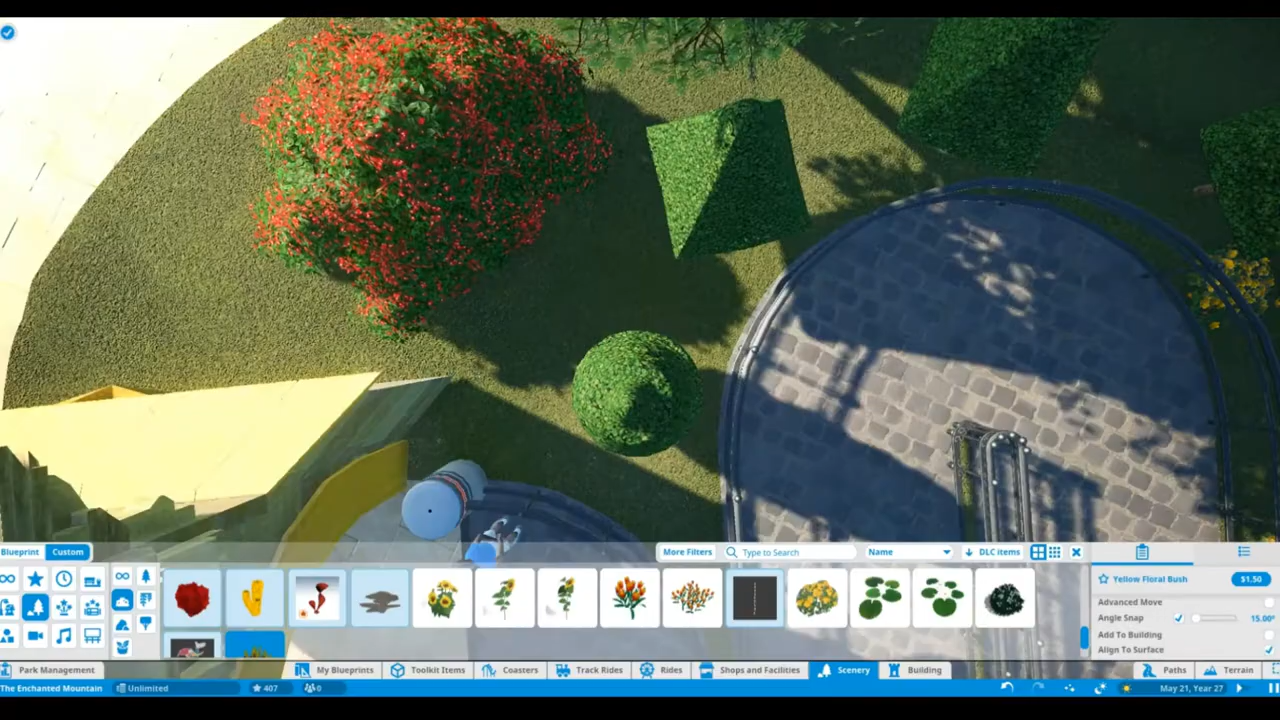 Blueprint Custom More Filters Type to Search Name DLC items
Yellow Floral Bush $1.50
Advanced Move
Angle Snap 15.00°
Add To Building
Align To Surface
Park Management My Blueprints Toolkit Items Coasters Track Rides Rides Shops and Facilities Scenery Building Paths Terrain
The Enchanted Mountain Unlimited 407 0 May 21, Year 27